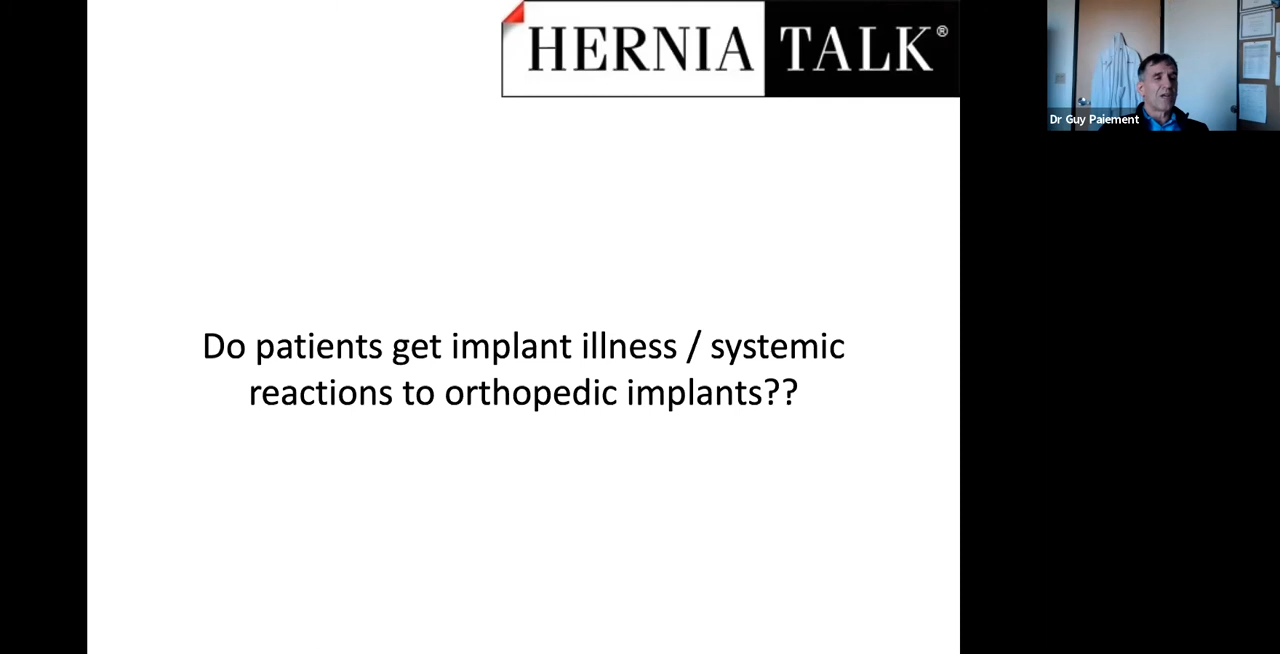 HERNIA TALK®
Dr Guy Paiement
Do patients get implant illness / systemic
reactions to orthopedic implants??